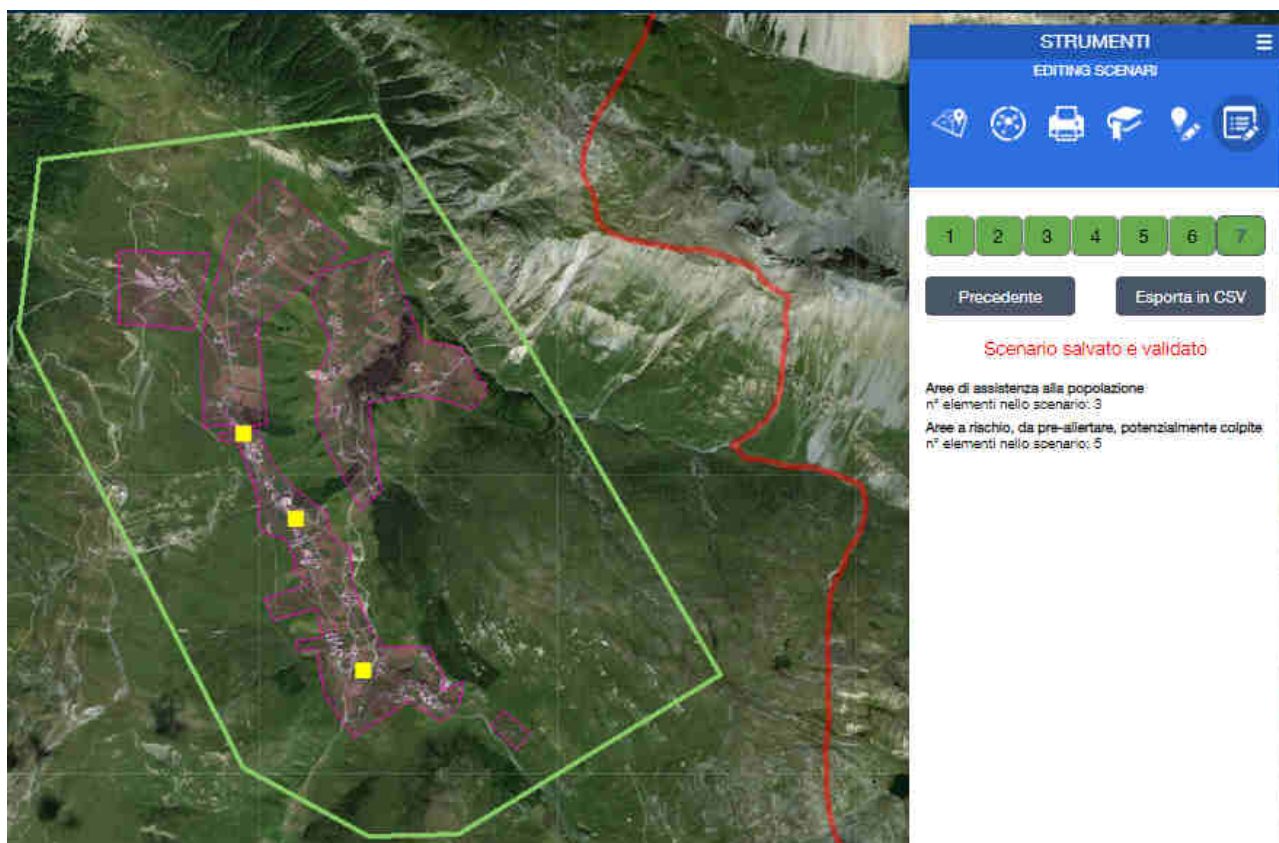 STRUMENTI
EDITING SCENARI
1 2 3 4 5 6 7
Precedente Esporta in CSV
Scenario salvato e validato
Aree di assistenza alla popolazione
n° elementi nello scenario: 3
Aree a rischio, da pre-allertare, potenzialmente colpite
n° elementi nello scenario: 5